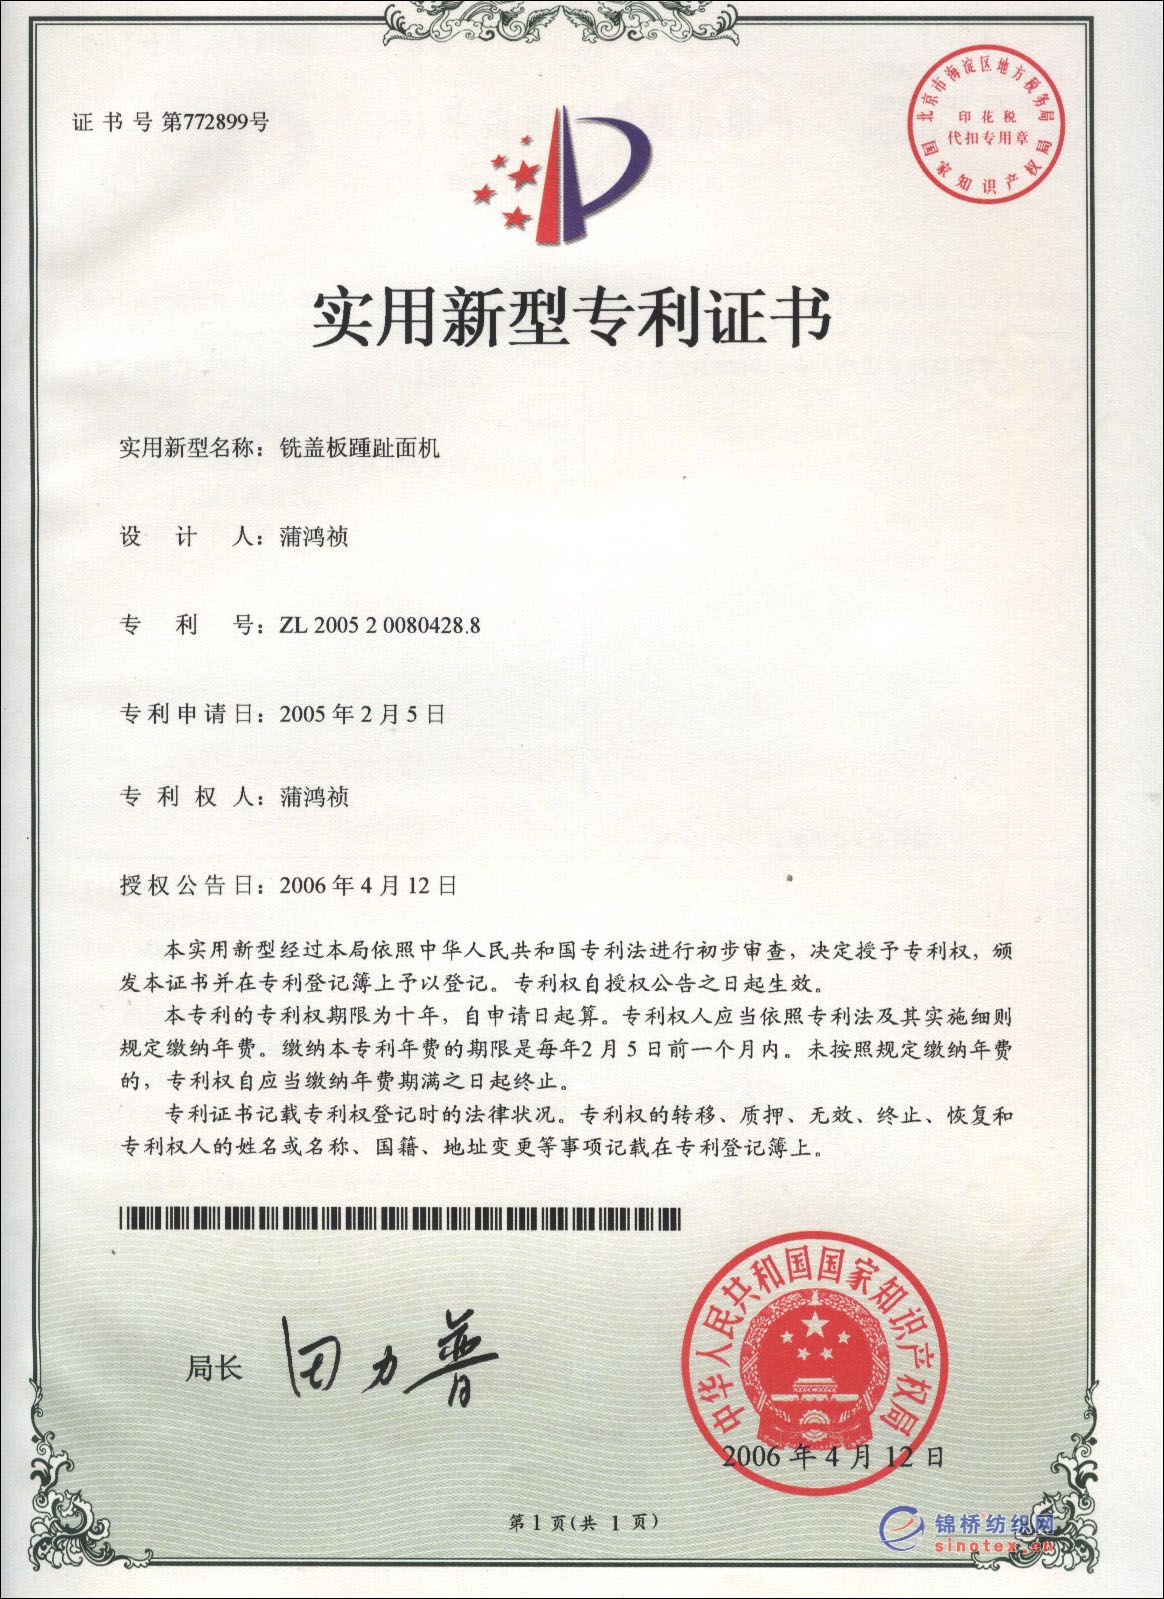 证书号第772899号
北京市海淀区地方税务局
印花税
代扣专用章
国家知识产权局
实用新型专利证书
实用新型名称：铣盖板踵趾面机
设计人：蒲鸿祯
专利号：ZL 2005 2 0080428.8
专利申请日：2005年2月5日
专利权人：蒲鸿祯
授权公告日：2006年4月12日
本实用新型经过本局依照中华人民共和国专利法进行初步审查，决定授予专利权，颁
发本证书并在专利登记簿上予以登记。专利权自授权公告之日起生效。
本专利的专利权期限为十年，自申请日起算。专利权人应当依照专利法及其实施细则
规定缴纳年费。缴纳本专利年费的期限是每年2月5日前一个月内。未按照规定缴纳年费
的，专利权自应当缴纳年费期满之日起终止。
专利证书记载专利权登记时的法律状况。专利权的转移、质押、无效、终止、恢复和
专利权人的姓名或名称、国籍、地址变更等事项记载在专利登记簿上。
局长 田力普
中华人民共和国国家知识产权局
2006年4月12日
第1页(共1页)
锦桥纺织网
sinotex.cn